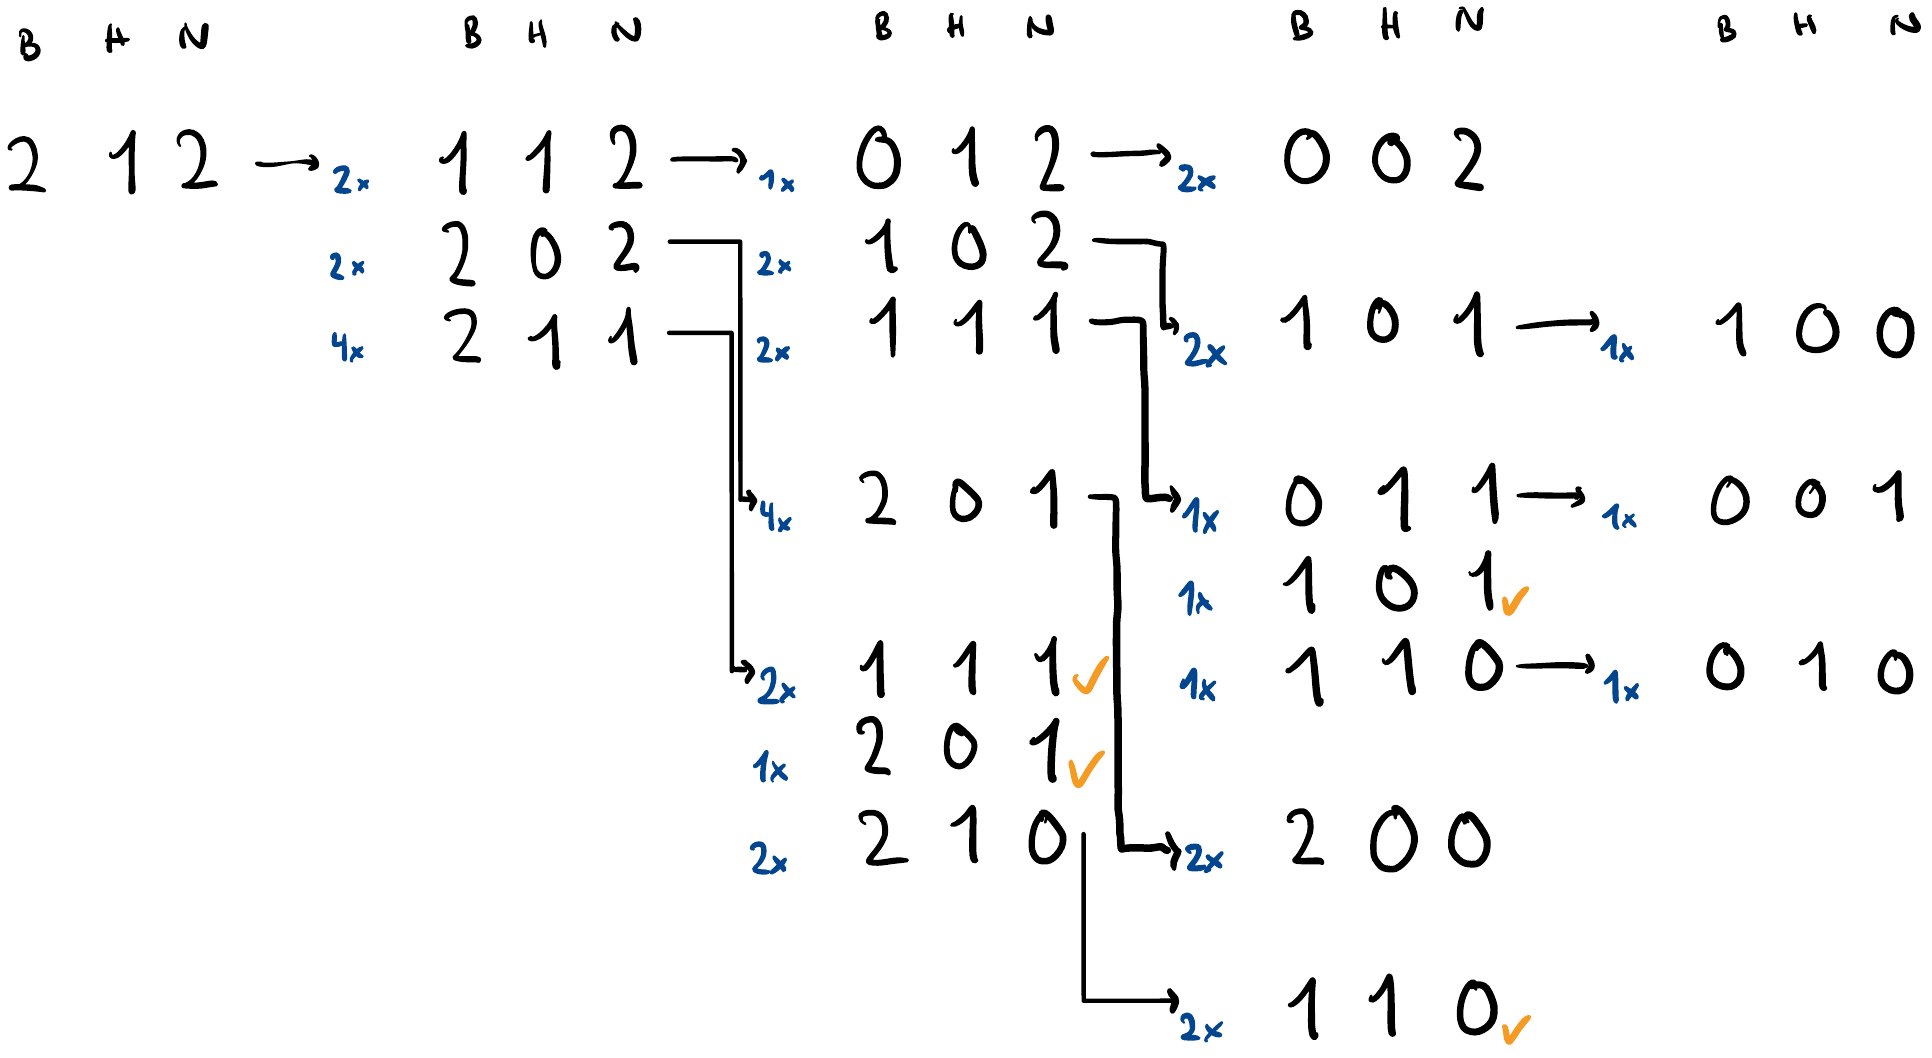 B H N B H N B H N B H N B H N
2 1 2 → 2x 1 1 2 → 1x 0 1 2 → 2x 0 0 2
2x 2 0 2 2x 1 0 2
4x 2 1 1 2x 1 1 1 2x 1 0 1 → 1x 1 0 0
4x 2 0 1 1x 0 1 1 → 1x 0 0 1
1x 1 0 1 ✓
2x 1 1 1 ✓ 1x 1 1 0 → 1x 0 1 0
1x 2 0 1 ✓
2x 2 1 0 2x 2 0 0
2x 1 1 0 ✓